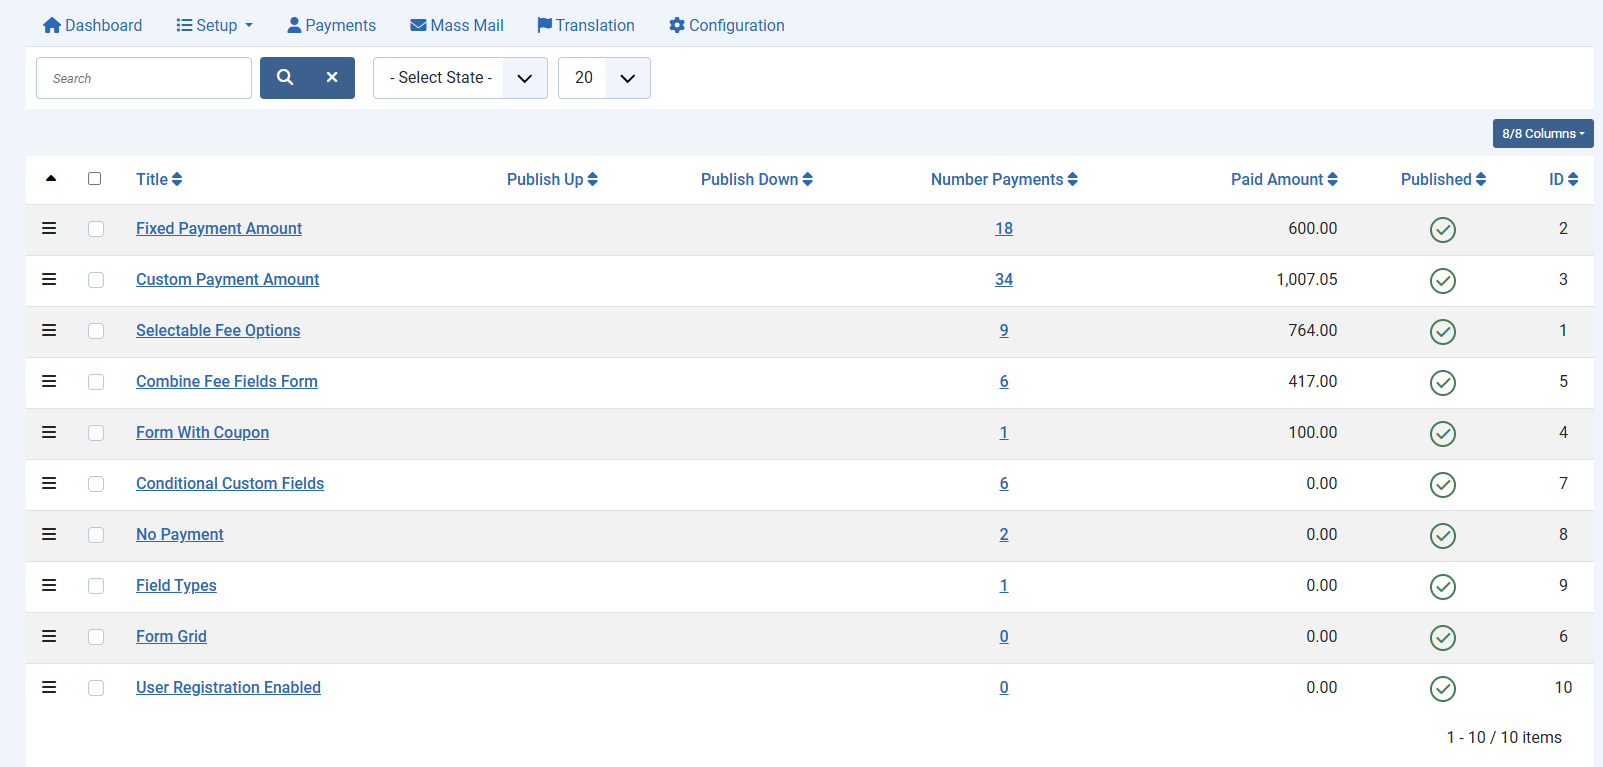 Dashboard Setup Payments Mass Mail Translation Configuration
Search - Select State - 20
8/8 Columns
Title Publish Up Publish Down Number Payments Paid Amount Published ID
Fixed Payment Amount 18 600.00 2
Custom Payment Amount 34 1,007.05 3
Selectable Fee Options 9 764.00 1
Combine Fee Fields Form 6 417.00 5
Form With Coupon 1 100.00 4
Conditional Custom Fields 6 0.00 7
No Payment 2 0.00 8
Field Types 1 0.00 9
Form Grid 0 0.00 6
User Registration Enabled 0 0.00 10
1 - 10 / 10 items